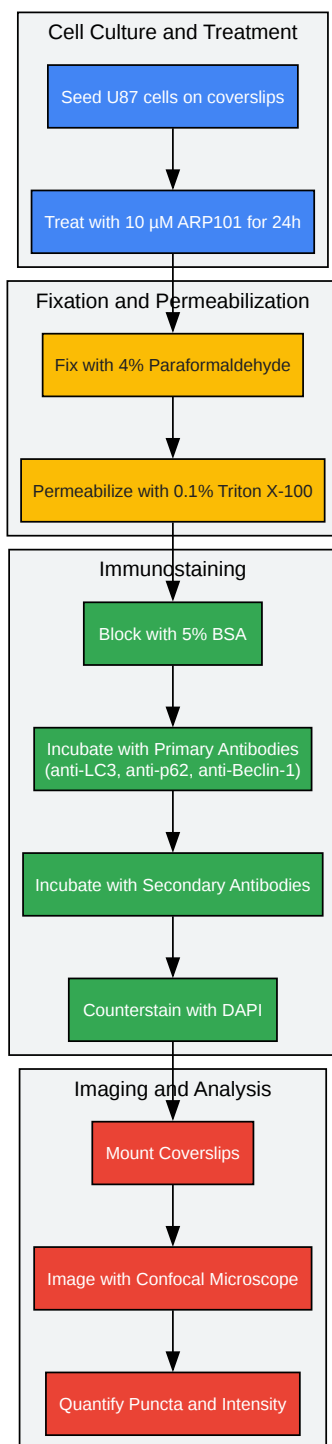 Cell Culture and Treatment
Seed U87 cells on coverslips
Treat with 10 µM ARP101 for 24h
Fixation and Permeabilization
Fix with 4% Paraformaldehyde
Permeabilize with 0.1% Triton X-100
Immunostaining
Block with 5% BSA
Incubate with Primary Antibodies
(anti-LC3, anti-p62, anti-Beclin-1)
Incubate with Secondary Antibodies
Counterstain with DAPI
Imaging and Analysis
Mount Coverslips
Image with Confocal Microscope
Quantify Puncta and Intensity